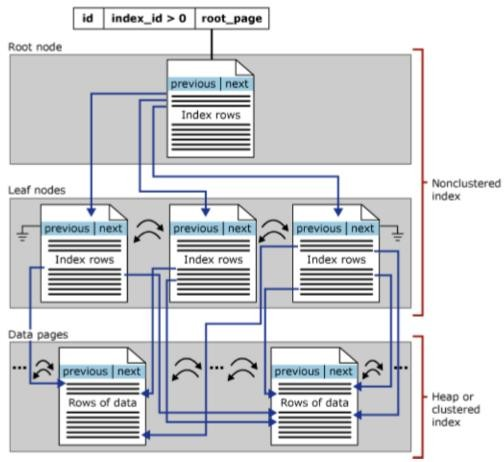 id index_id > 0 root_page
Root node
previous next
Index rows
Nonclustered
index
Leaf nodes
previous next previous next previous next
Index rows Index rows Index rows
Data pages
... ... ...
previous next previous next
Rows of data Rows of data
Heap or
clustered
index